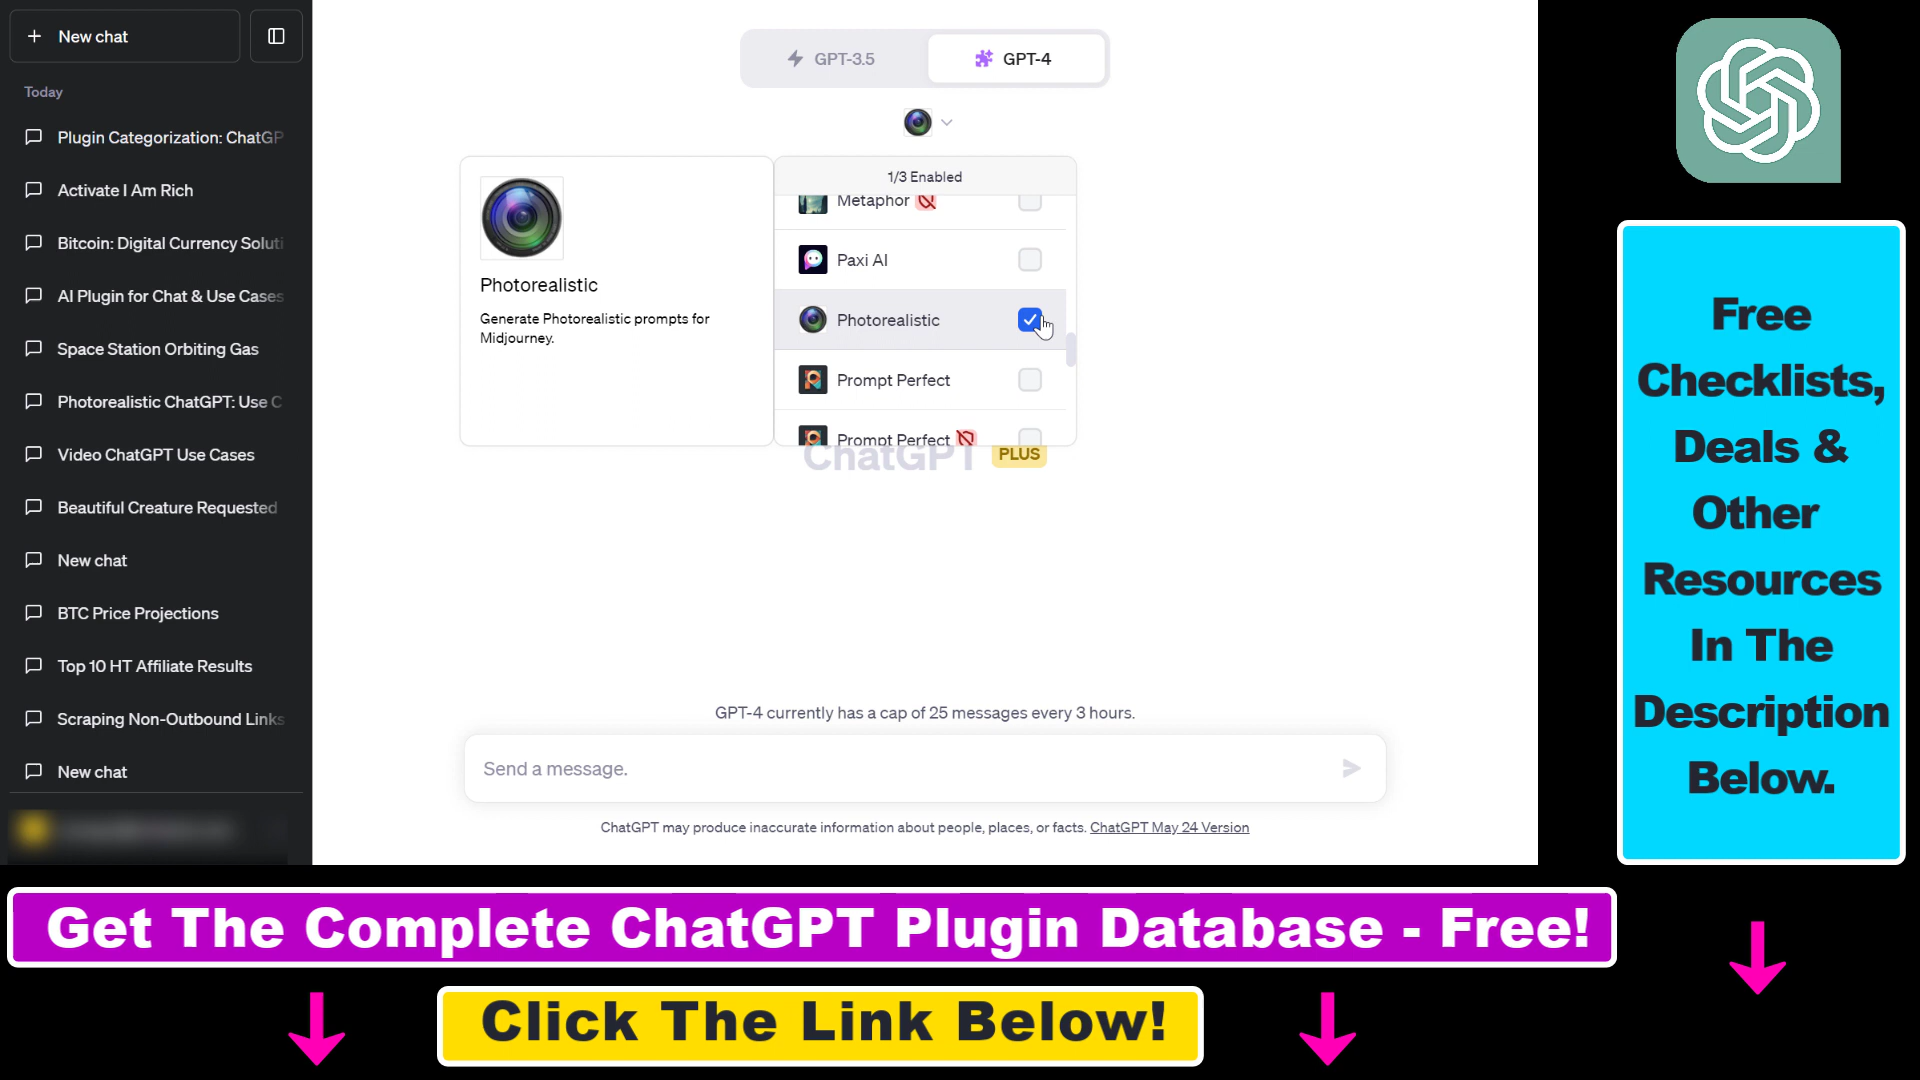 New chat
Today
Plugin Categorization: ChatGP
Activate I Am Rich
Bitcoin: Digital Currency Soluti
AI Plugin for Chat & Use Cases
Space Station Orbiting Gas
Photorealistic ChatGPT: Use C
Video ChatGPT Use Cases
Beautiful Creature Requested
New chat
BTC Price Projections
Top 10 HT Affiliate Results
Scraping Non-Outbound Links
New chat
GPT-3.5
GPT-4
Photorealistic
Generate Photorealistic prompts for
Midjourney.
1/3 Enabled
Metaphor
Paxi AI
Photorealistic
Prompt Perfect
Prompt Perfect
ChatGPT PLUS
GPT-4 currently has a cap of 25 messages every 3 hours.
Send a message.
ChatGPT may produce inaccurate information about people, places, or facts. ChatGPT May 24 Version
Free
Checklists,
Deals &
Other
Resources
In The
Description
Below.
Get The Complete ChatGPT Plugin Database - Free!
Click The Link Below!